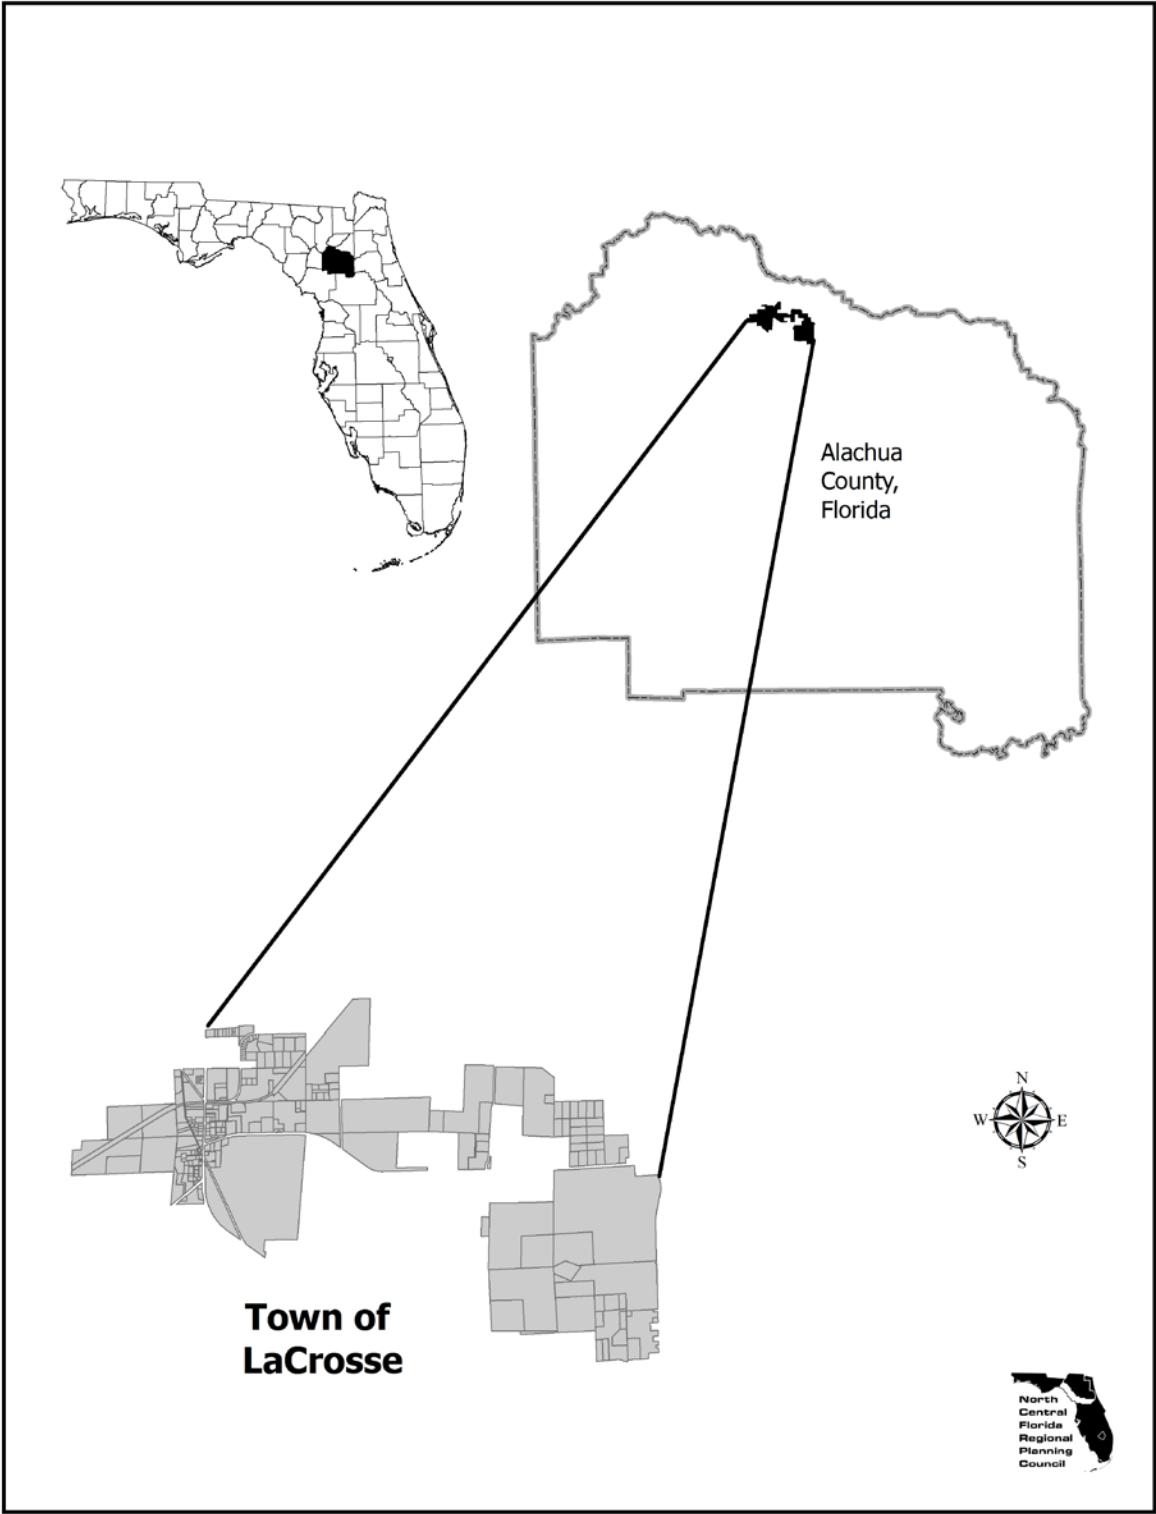 Alachua
County,
Florida
N
W
E
S
Town of
LaCrosse
North
Central
Florida
Regional
Planning
Council